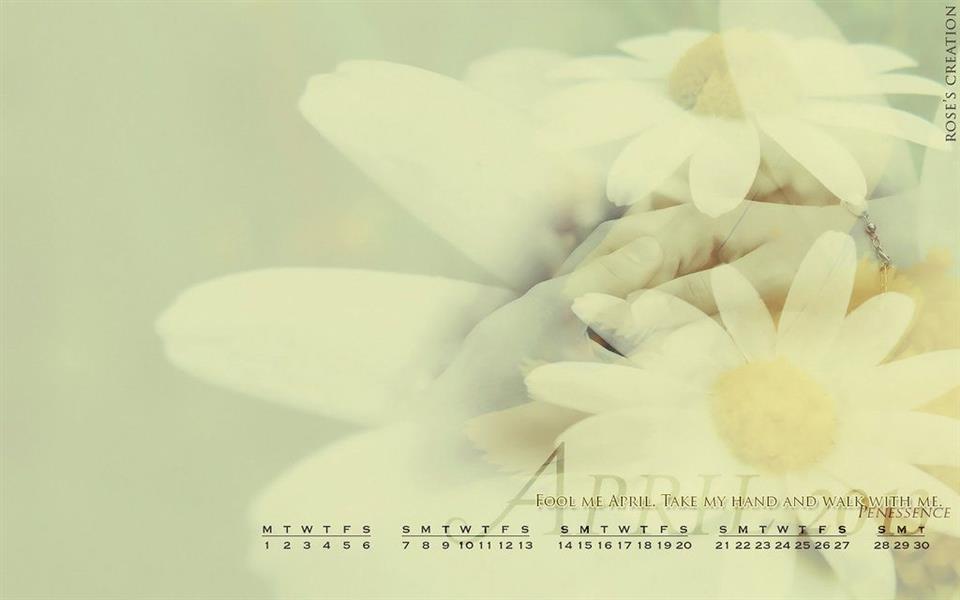 ROSE'S CREATION
APRIL
FOOL ME APRIL. TAKE MY HAND AND WALK WITH ME.
PENESSENCE
M T W T F S S M T W T F S S M T W T F S S M T W T F S S M T
1 2 3 4 5 6 7 8 9 10 11 12 13 14 15 16 17 18 19 20 21 22 23 24 25 26 27 28 29 30